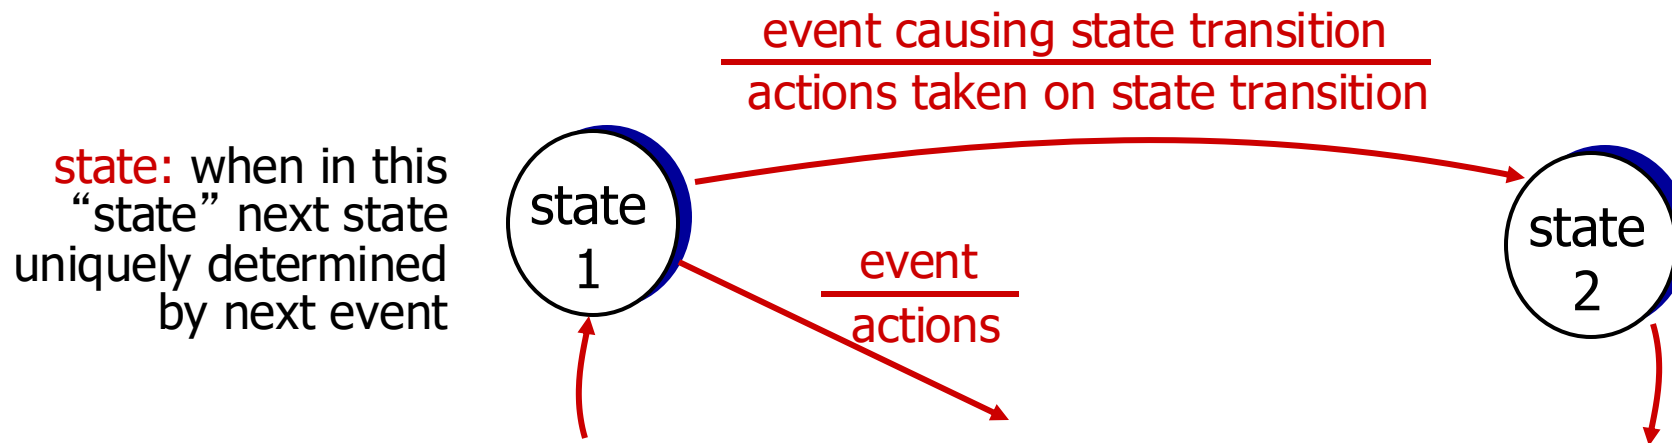 event causing state transition
actions taken on state transition
state: when in this
“state” next state
uniquely determined
by next event
state
1
event
actions
state
2